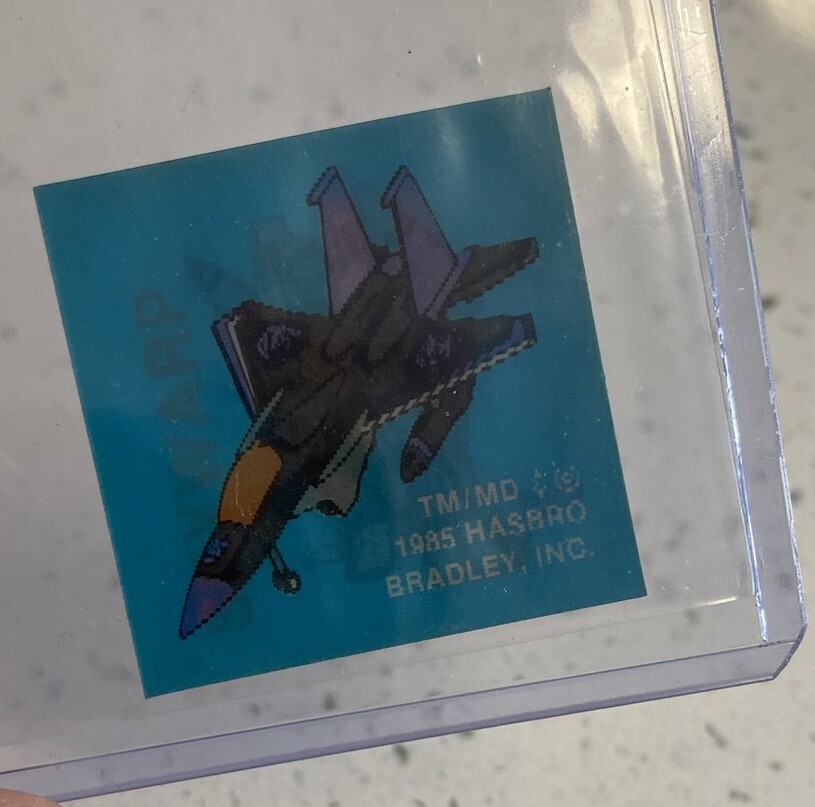 WARP
TM/MD ©
1985 HASBRO
BRADLEY, INC.